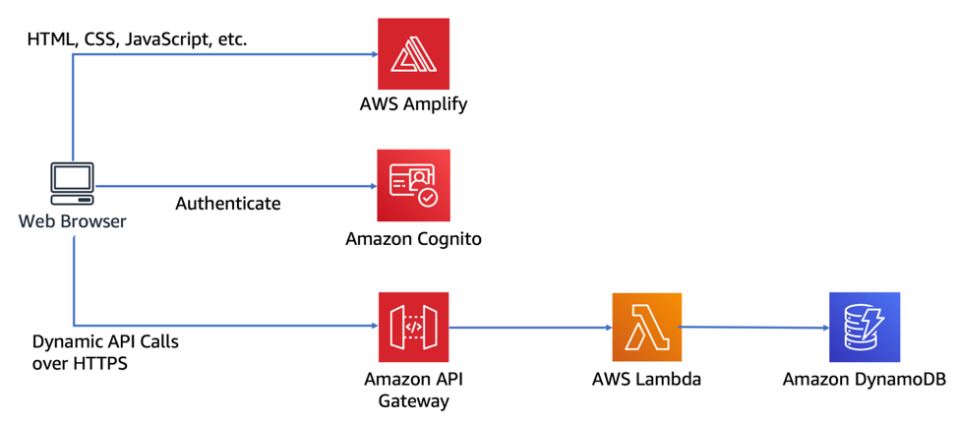 HTML, CSS, JavaScript, etc.
AWS Amplify
Web Browser
Authenticate
Amazon Cognito
Dynamic API Calls
over HTTPS
Amazon API
Gateway
AWS Lambda
Amazon DynamoDB